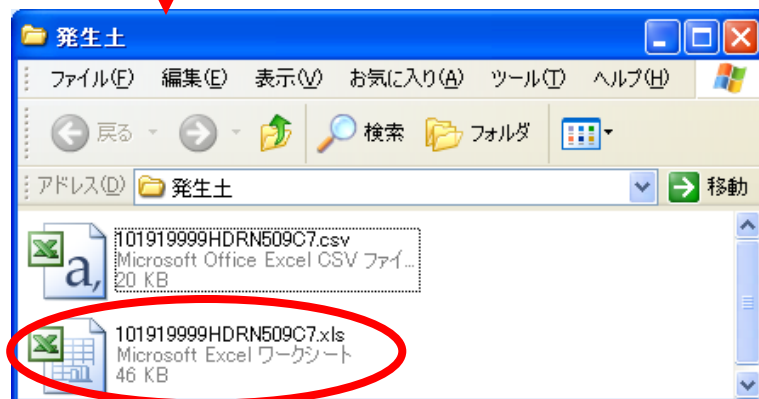 発生土
ファイル(F) 編集(E) 表示(V) お気に入り(A) ツール(T) ヘルプ(H)
戻る 検索 フォルダ
アドレス(D) 発生土 移動
101919999HDRN509C7.csv
Microsoft Office Excel CSV ファイ...
20 KB
101919999HDRN509C7.xls
Microsoft Excel ワークシート
46 KB